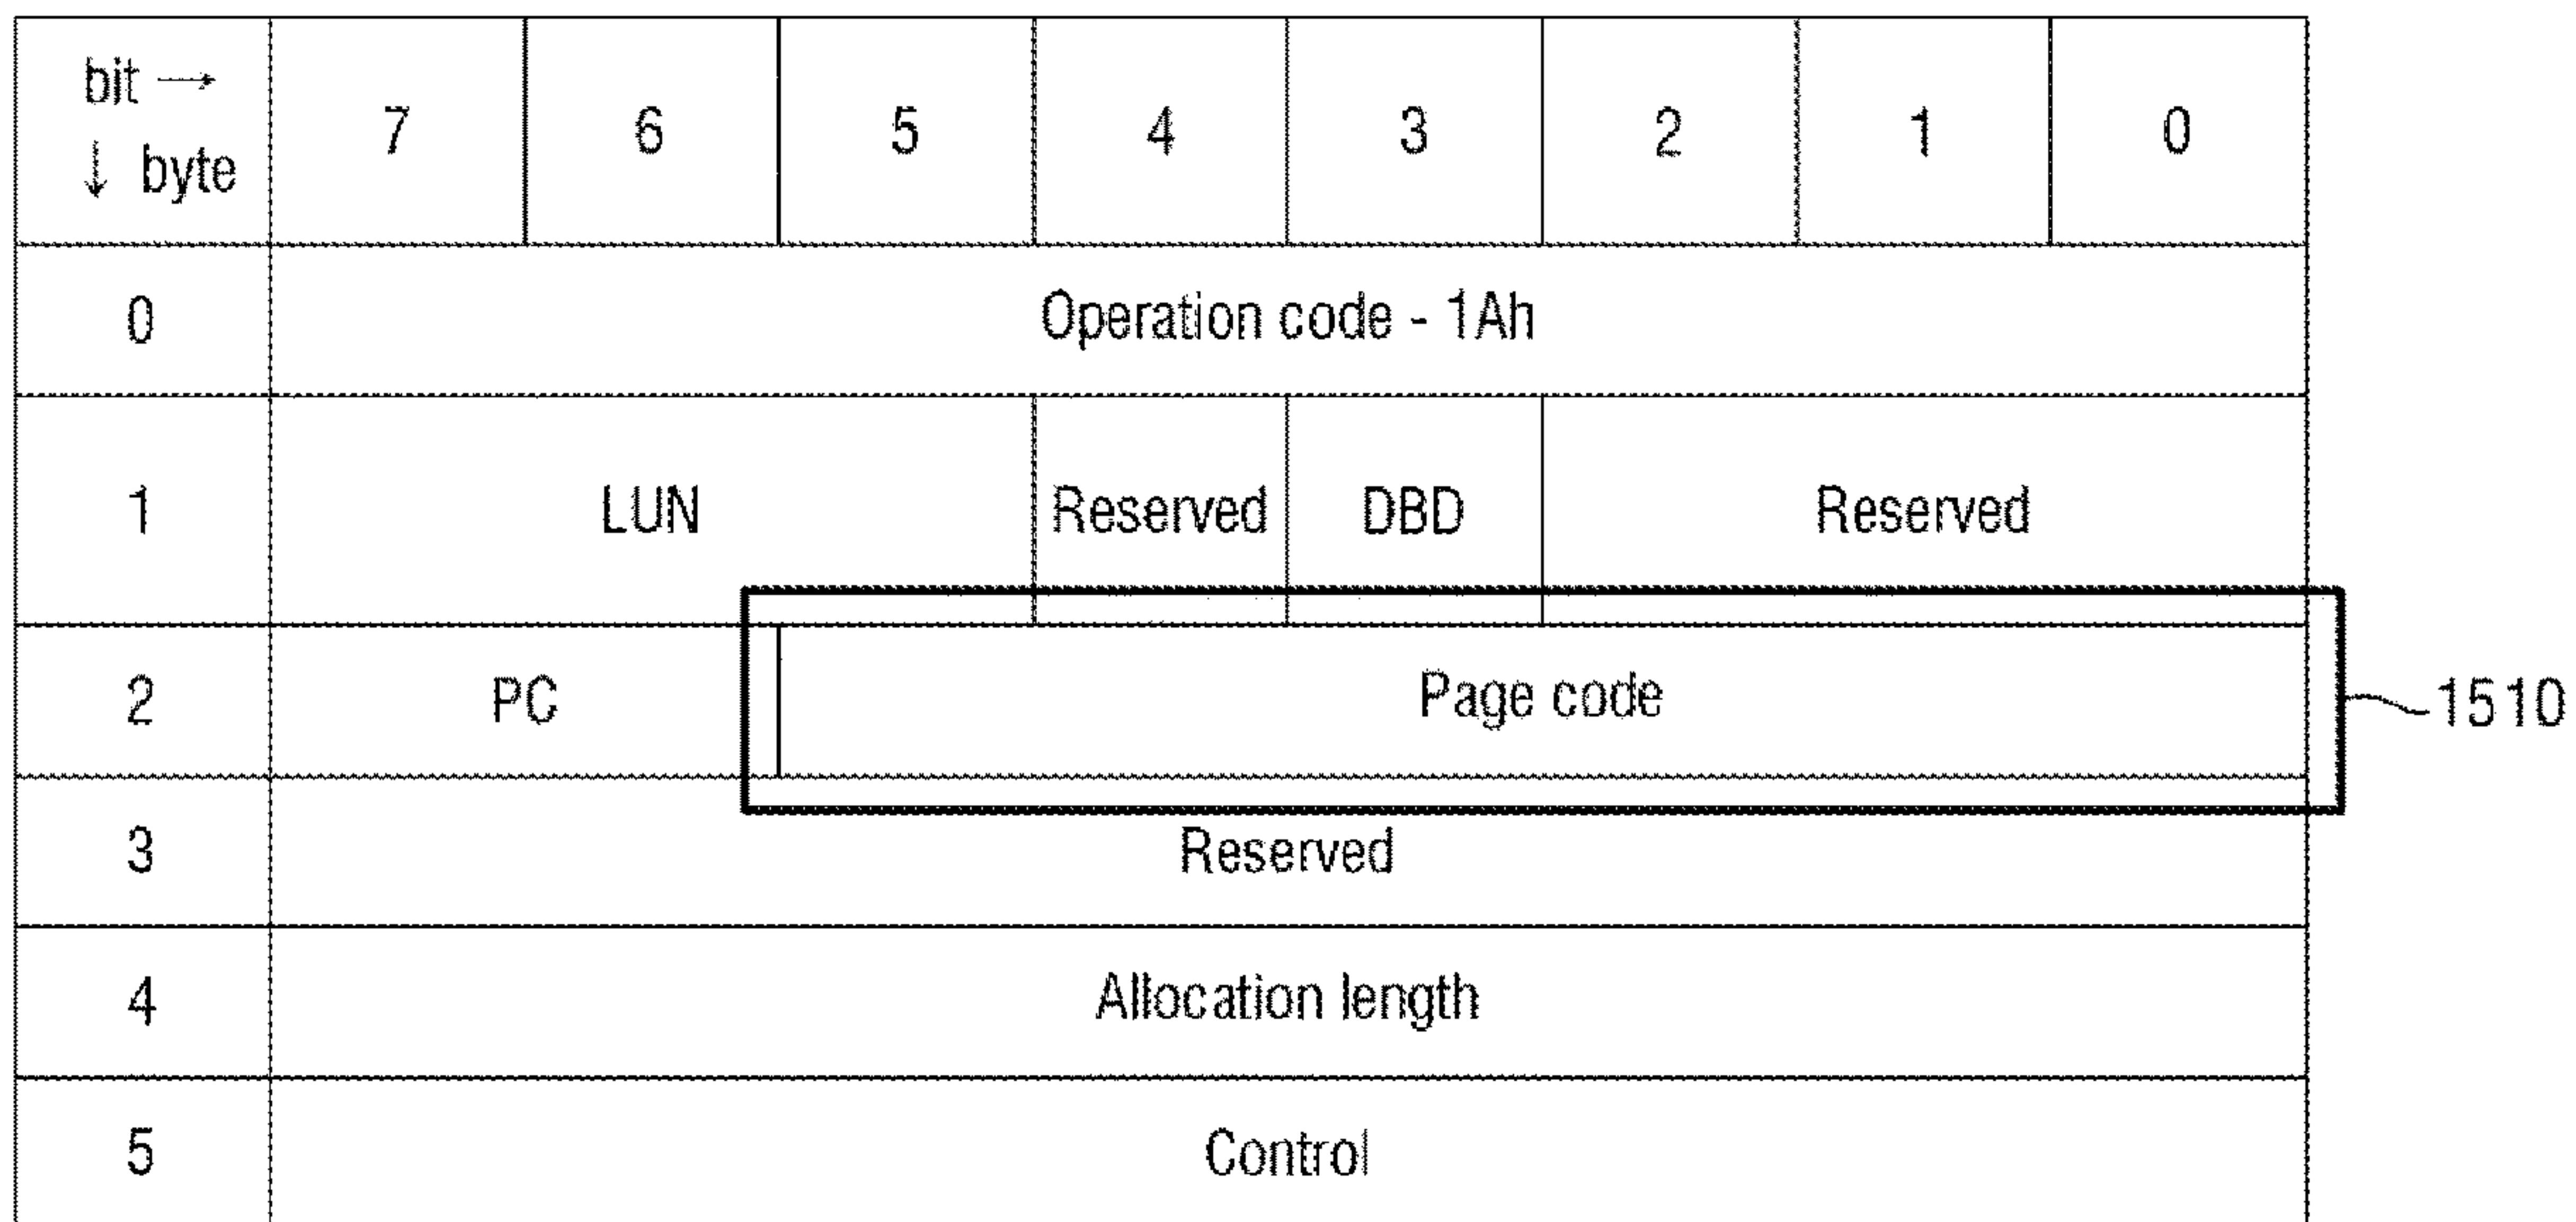 bit →
↓ byte
7 6 5 4 3 2 1 0
0 Operation code - 1Ah
1 LUN Reserved DBD Reserved
2 PC Page code 1510
3 Reserved
4 Allocation length
5 Control